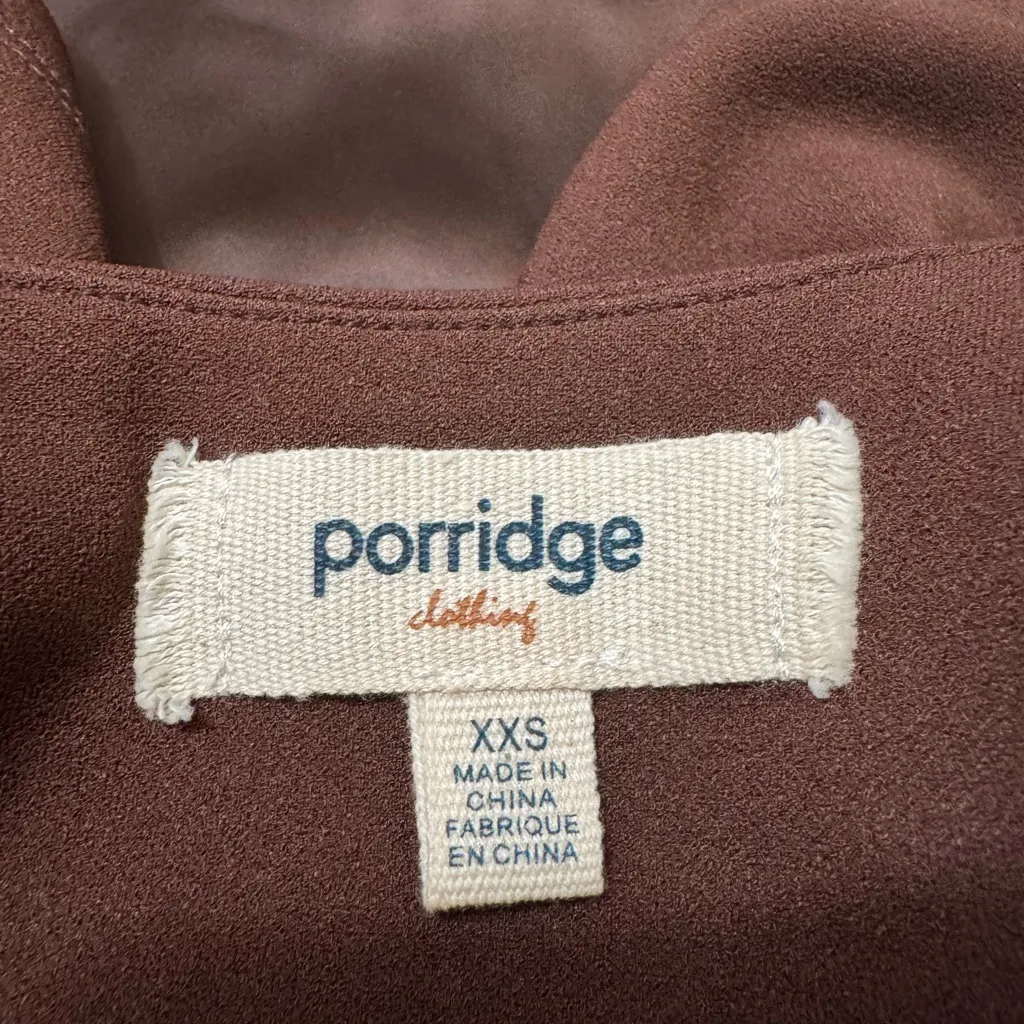 porridge
clothing
XXS
MADE IN
CHINA
FABRIQUE
EN CHINA